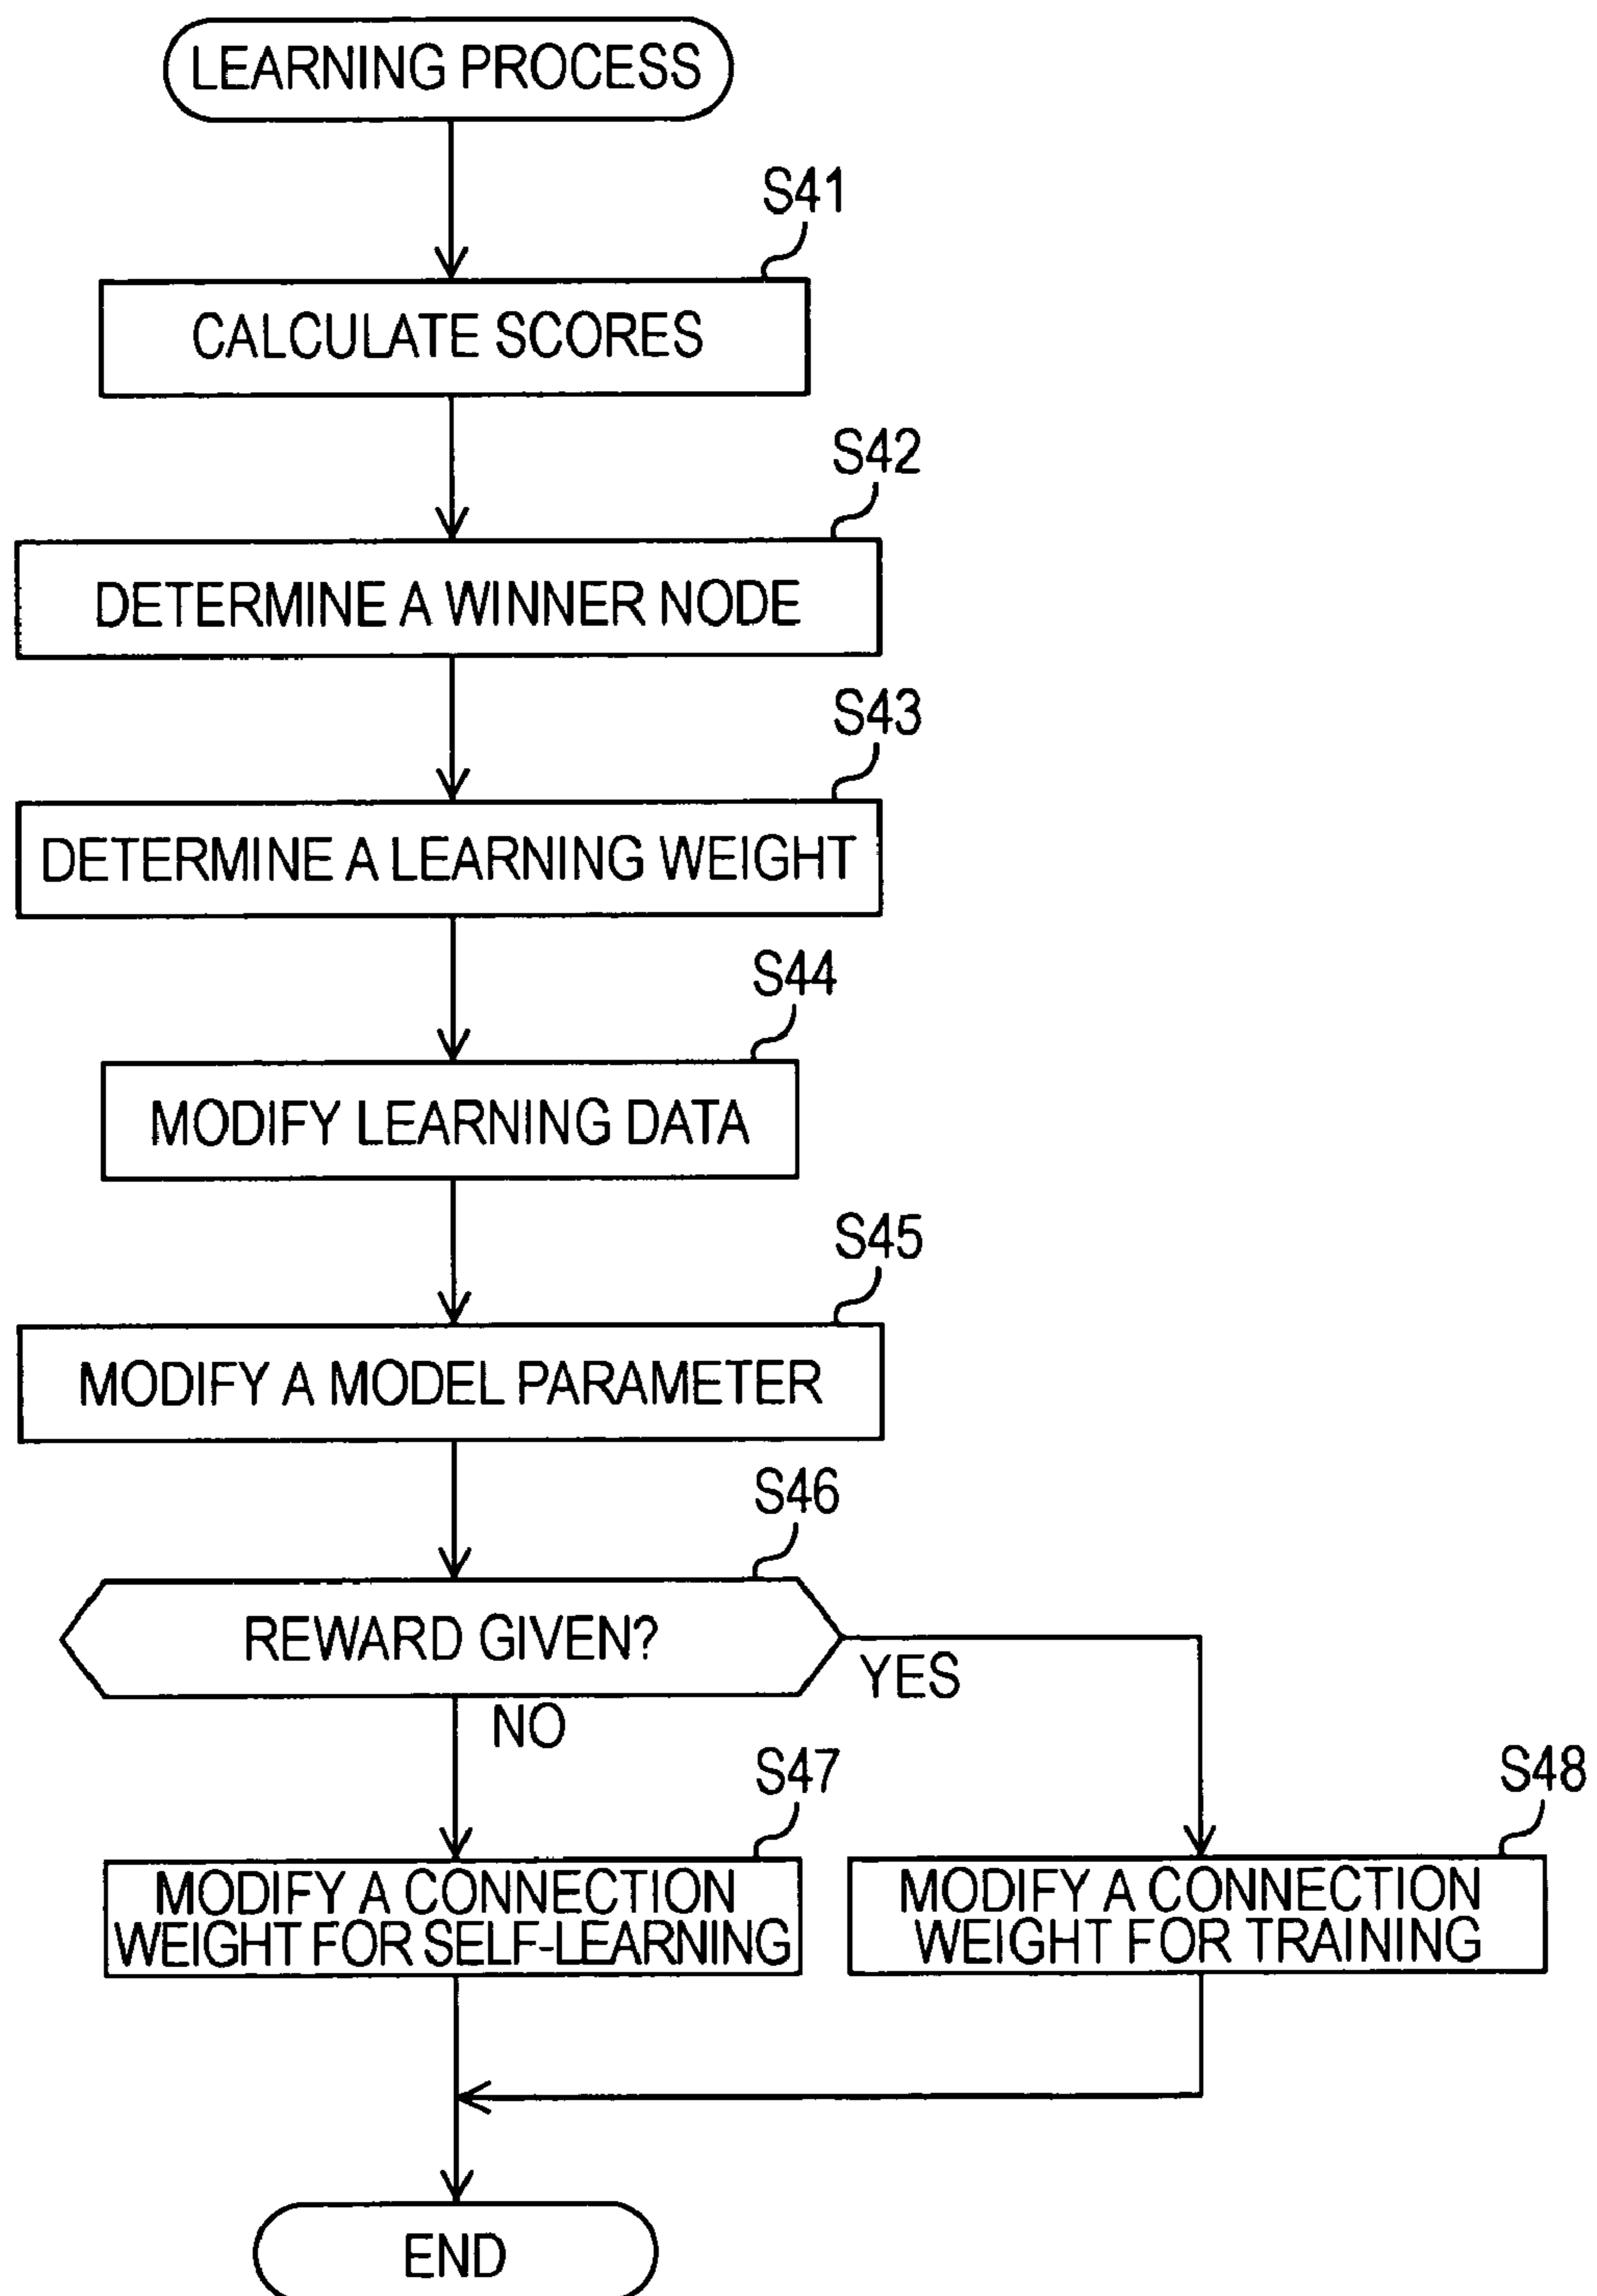 LEARNING PROCESS
S41
CALCULATE SCORES
S42
DETERMINE A WINNER NODE
S43
DETERMINE A LEARNING WEIGHT
S44
MODIFY LEARNING DATA
S45
MODIFY A MODEL PARAMETER
S46
REWARD GIVEN?
YES
NO
S47
MODIFY A CONNECTION
WEIGHT FOR SELF-LEARNING
S48
MODIFY A CONNECTION
WEIGHT FOR TRAINING
END